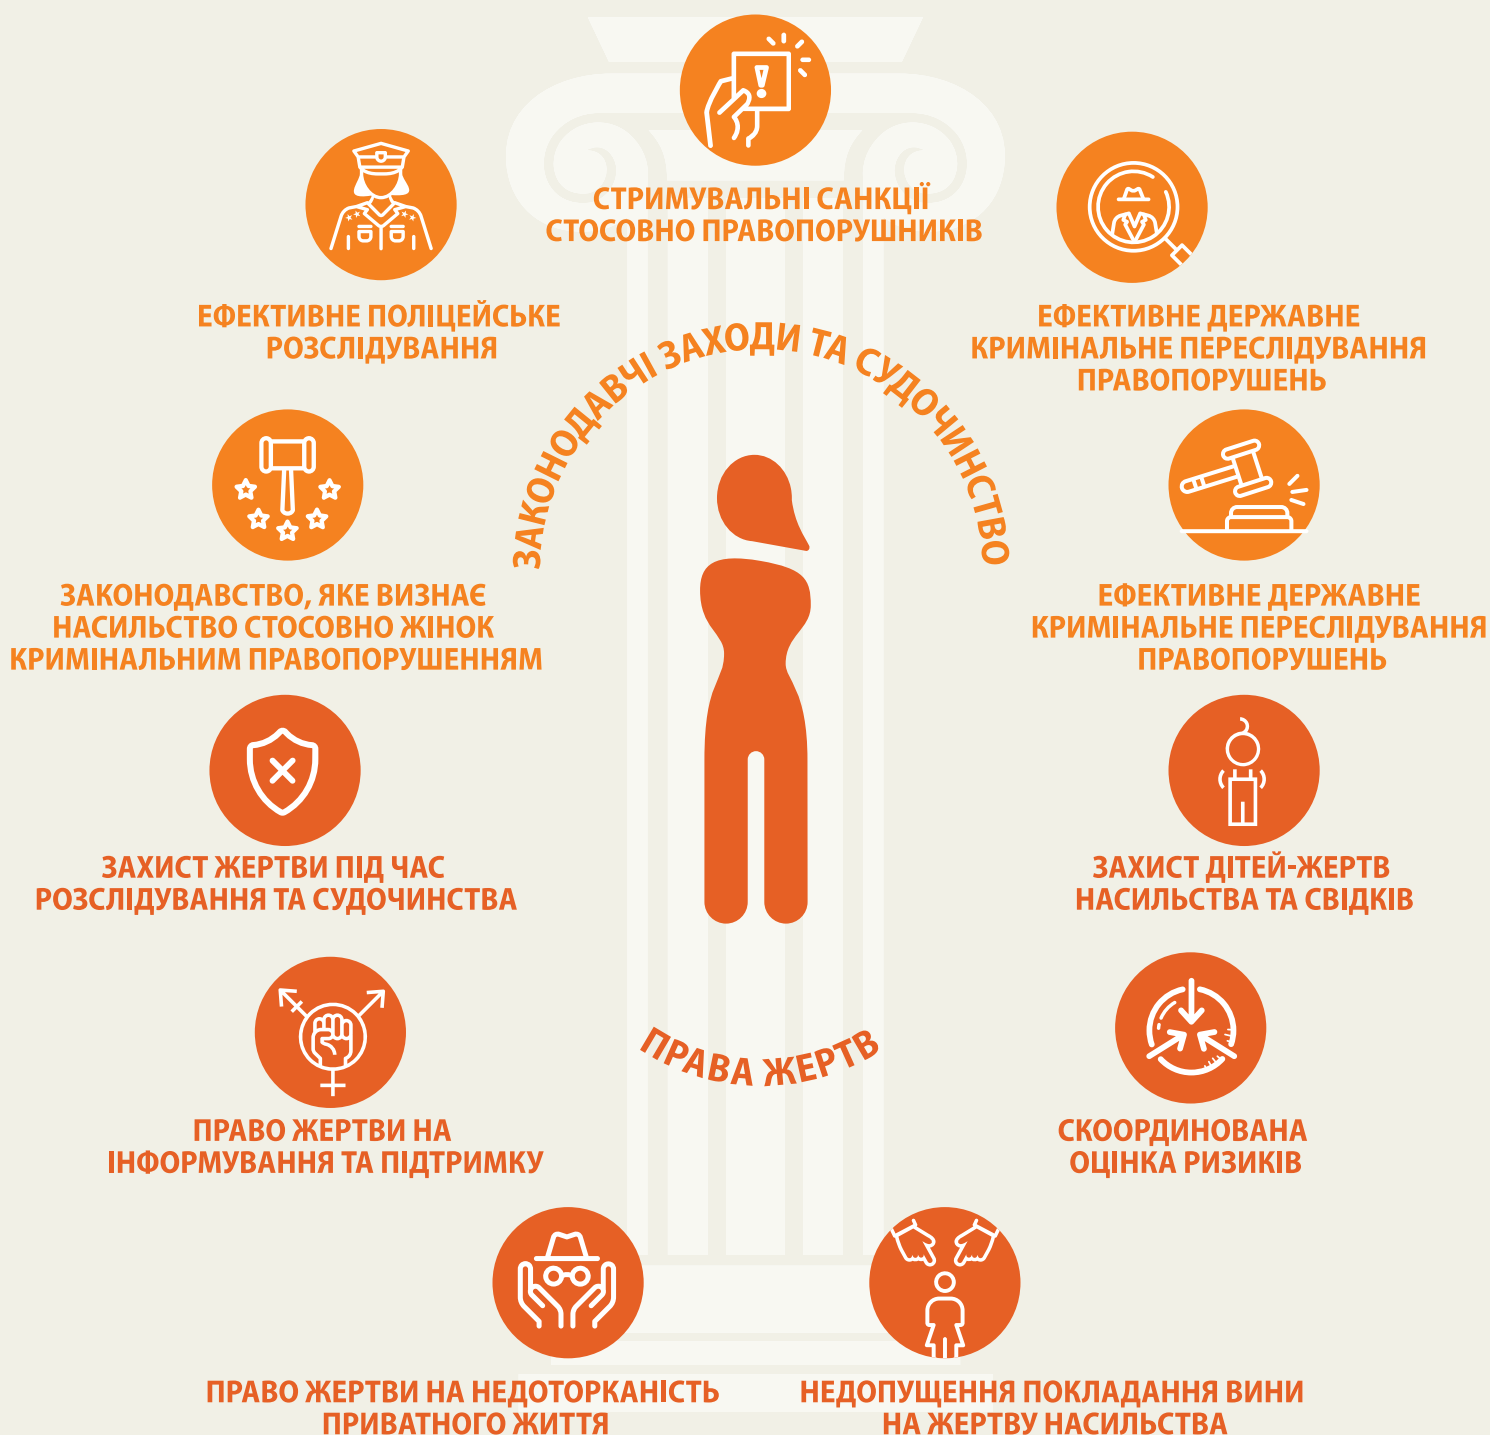 СТРИМУВАЛЬНІ САНКЦІЇ
СТОСОВНО ПРАВОПОРУШНИКІВ
ЕФЕКТИВНЕ ПОЛІЦЕЙСЬКЕ
РОЗСЛІДУВАННЯ
ЕФЕКТИВНЕ ДЕРЖАВНЕ
КРИМІНАЛЬНЕ ПЕРЕСЛІДУВАННЯ
ПРАВОПОРУШЕНЬ
ЗАКОНОДАВЧІ ЗАХОДИ ТА СУДОЧИНСТВО
ЗАКОНОДАВСТВО, ЯКЕ ВИЗНАЄ
НАСИЛЬСТВО СТОСОВНО ЖІНОК
КРИМІНАЛЬНИМ ПРАВОПОРУШЕННЯМ
ЕФЕКТИВНЕ ДЕРЖАВНЕ
КРИМІНАЛЬНЕ ПЕРЕСЛІДУВАННЯ
ПРАВОПОРУШЕНЬ
ЗАХИСТ ЖЕРТВИ ПІД ЧАС
РОЗСЛІДУВАННЯ ТА СУДОЧИНСТВА
ЗАХИСТ ДІТЕЙ-ЖЕРТВ
НАСИЛЬСТВА ТА СВІДКІВ
ПРАВА ЖЕРТВ
ПРАВО ЖЕРТВИ НА
ІНФОРМУВАННЯ ТА ПІДТРИМКУ
СКООРДИНОВАНА
ОЦІНКА РИЗИКІВ
ПРАВО ЖЕРТВИ НА НЕДОТОРКАНІСТЬ
ПРИВАТНОГО ЖИТТЯ
НЕДОПУЩЕННЯ ПОКЛАДАННЯ ВИНИ
НА ЖЕРТВУ НАСИЛЬСТВА